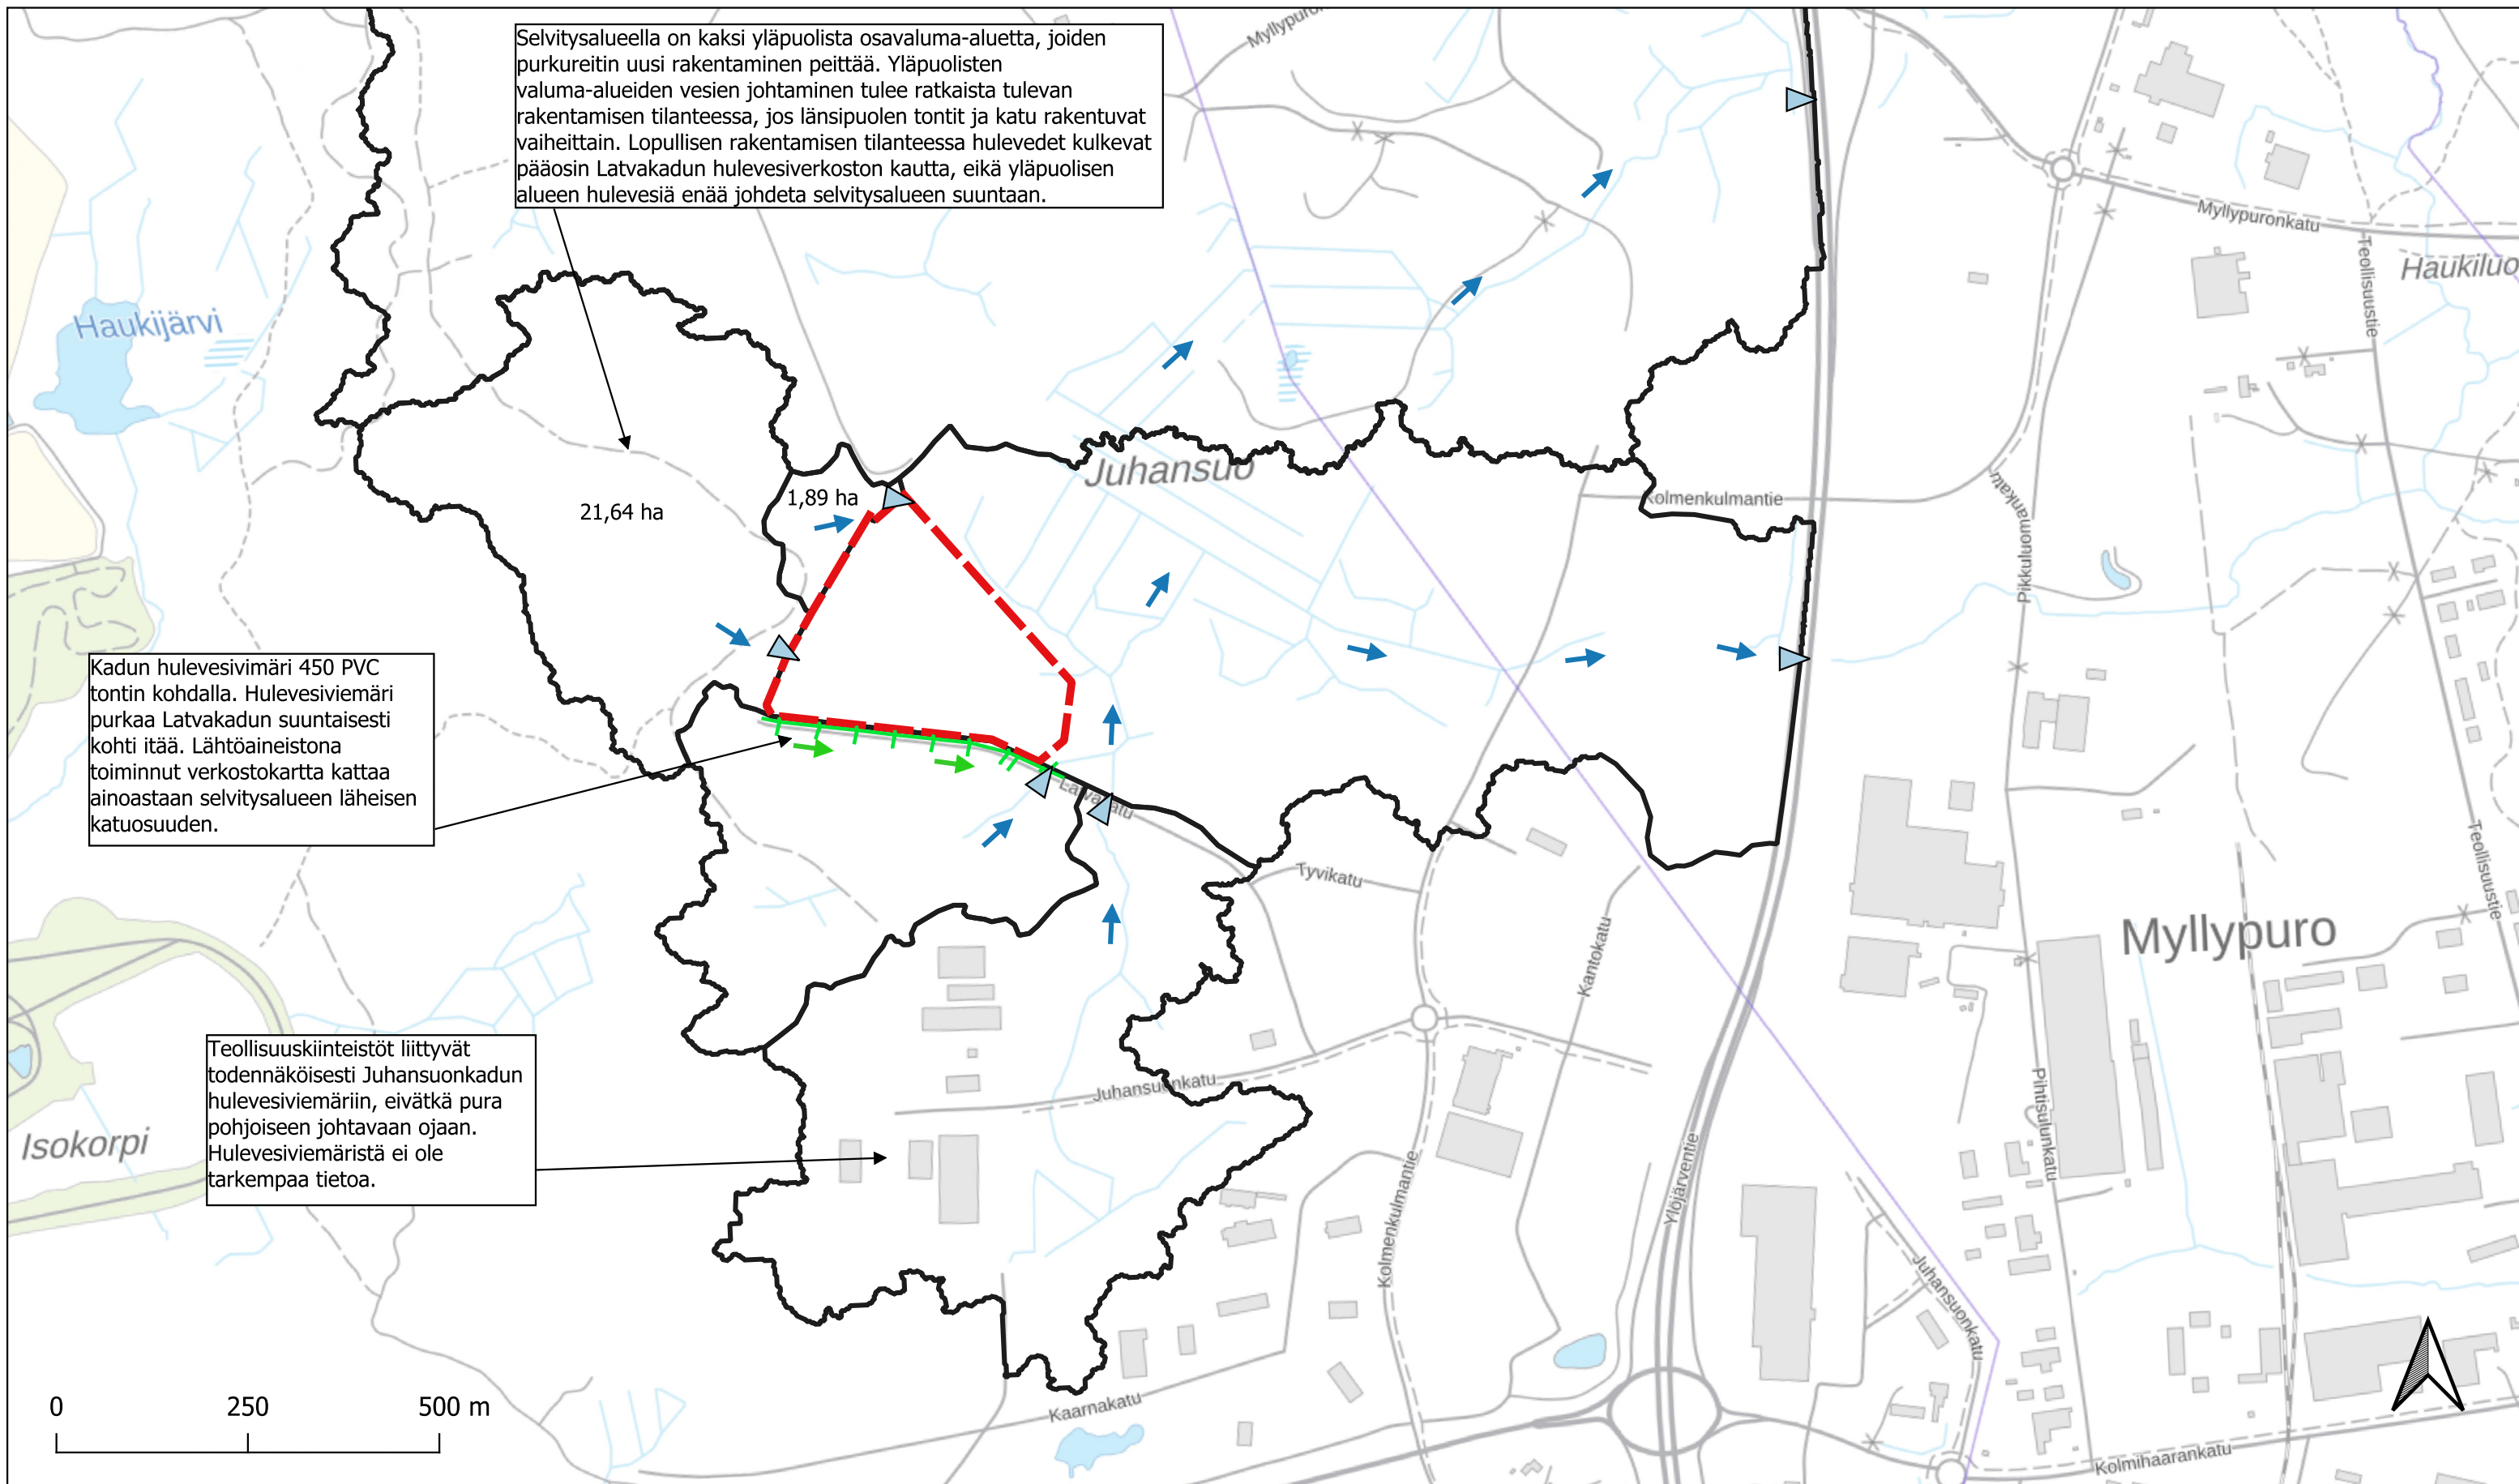 Selvitysalueella on kaksi yläpuolista osavaluma-aluetta, joiden
purkureitin uusi rakentaminen peittää. Yläpuolisten
valuma-alueiden vesien johtaminen tulee ratkaista tulevan
rakentamisen tilanteessa, jos länsipuolen tontit ja katu rakentuvat
vaiheittain. Lopullisen rakentamisen tilanteessa hulevedet kulkevat
pääosin Latvakadun hulevesiverkoston kautta, eikä yläpuolisen
alueen hulevesiä enää johdeta selvitysalueen suuntaan.
Myllypuronkatu
Teollisuustie
Haukiluo
Haukijärvi
Juhansuo
21,64 ha
1,89 ha
Kolmenkulmantie
Pikkuluomankatu
Kadun hulevesivimäri 450 PVC
tontin kohdalla. Hulevesiviemäri
purkaa Latvakadun suuntaisesti
kohti itää. Lähtöaineistona
toiminnut verkostokartta kattaa
ainoastaan selvitysalueen läheisen
katuosuuden.
Latvakatu
Tyvikatu
Kantokatu
Teollisuustie
Myllypuro
Teollisuuskiinteistöt liittyvät
todennäköisesti Juhansuonkadun
hulevesiviemäriin, eivätkä pura
pohjoiseen johtavaan ojaan.
Hulevesiviemäristä ei ole
tarkempaa tietoa.
Isokorpi
Juhansuonkatu
Kolmenkulmantie
Ylöjärventie
Pihtisulunkatu
Juhansuonkatu
Kaarnakatu
Kolmihaarankatu
0 250 500 m